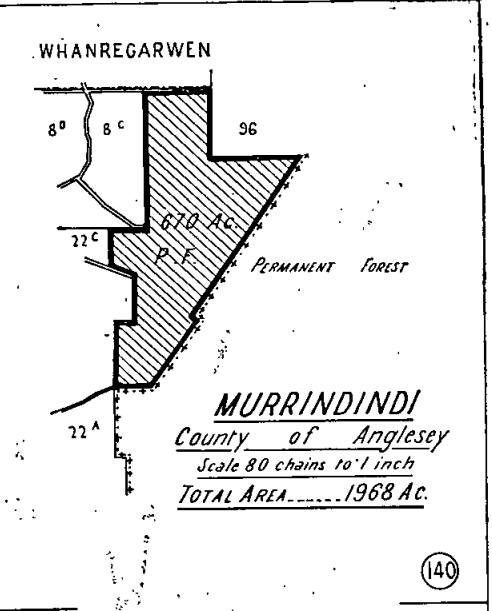 WHANREGARWEN
8D 8C 96
670 Ac.
22C
P. F.
PERMANENT FOREST
MURRINDINDI
22A
County of Anglesey
Scale 80 chains to 1 inch
TOTAL AREA......1968 Ac.
140